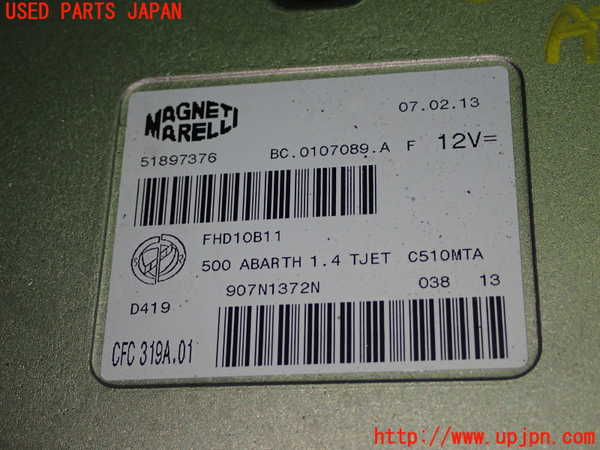 USED PARTS JAPAN
MAGNETI MARELLI
07.02.13
51897376 BC.0107089.A F 12V=
FHD10B11
500 ABARTH 1.4 TJET C510MTA
907N1372N 038 13
D419
CFC 319A.01
http://www.upjpn.com/